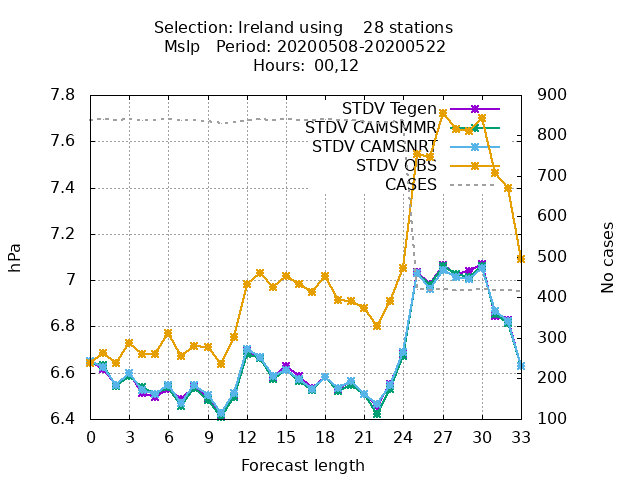 Selection: Ireland using    28 stations
Mslp   Period: 20200508-20200522
Hours:  00,12
STDV Tegen
STDV CAMSMMR
STDV CAMSNRT
STDV OBS
CASES
7.8
7.6
7.4
7.2
7
6.8
6.6
6.4
hPa
900
800
700
600
500
400
300
200
100
No cases
0 3 6 9 12 15 18 21 24 27 30 33
Forecast length